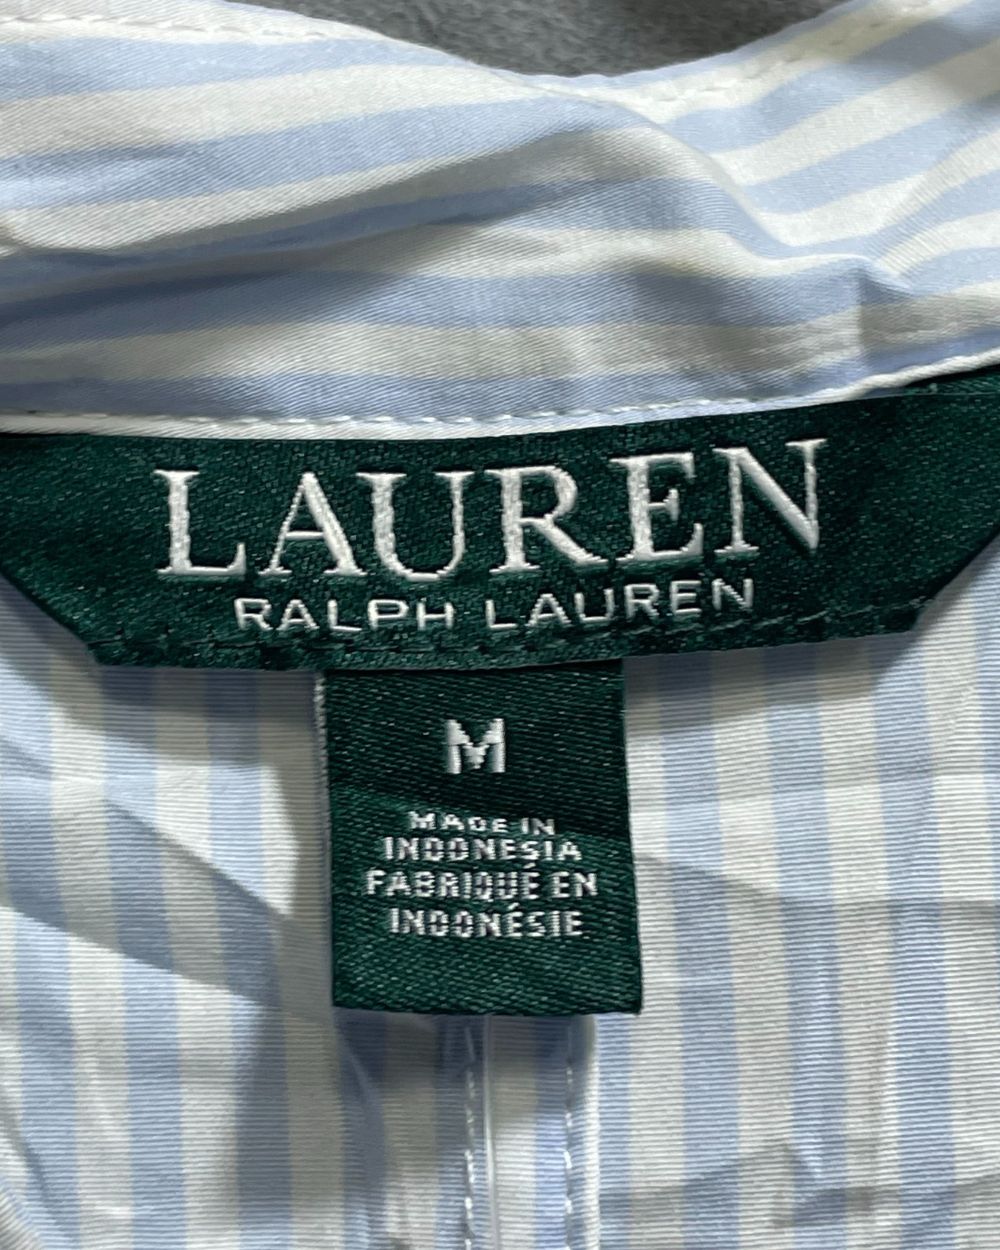 LAUREN
RALPH LAUREN
M
MADE IN
INDONESIA
FABRIQUÉ EN
INDONÉSIE